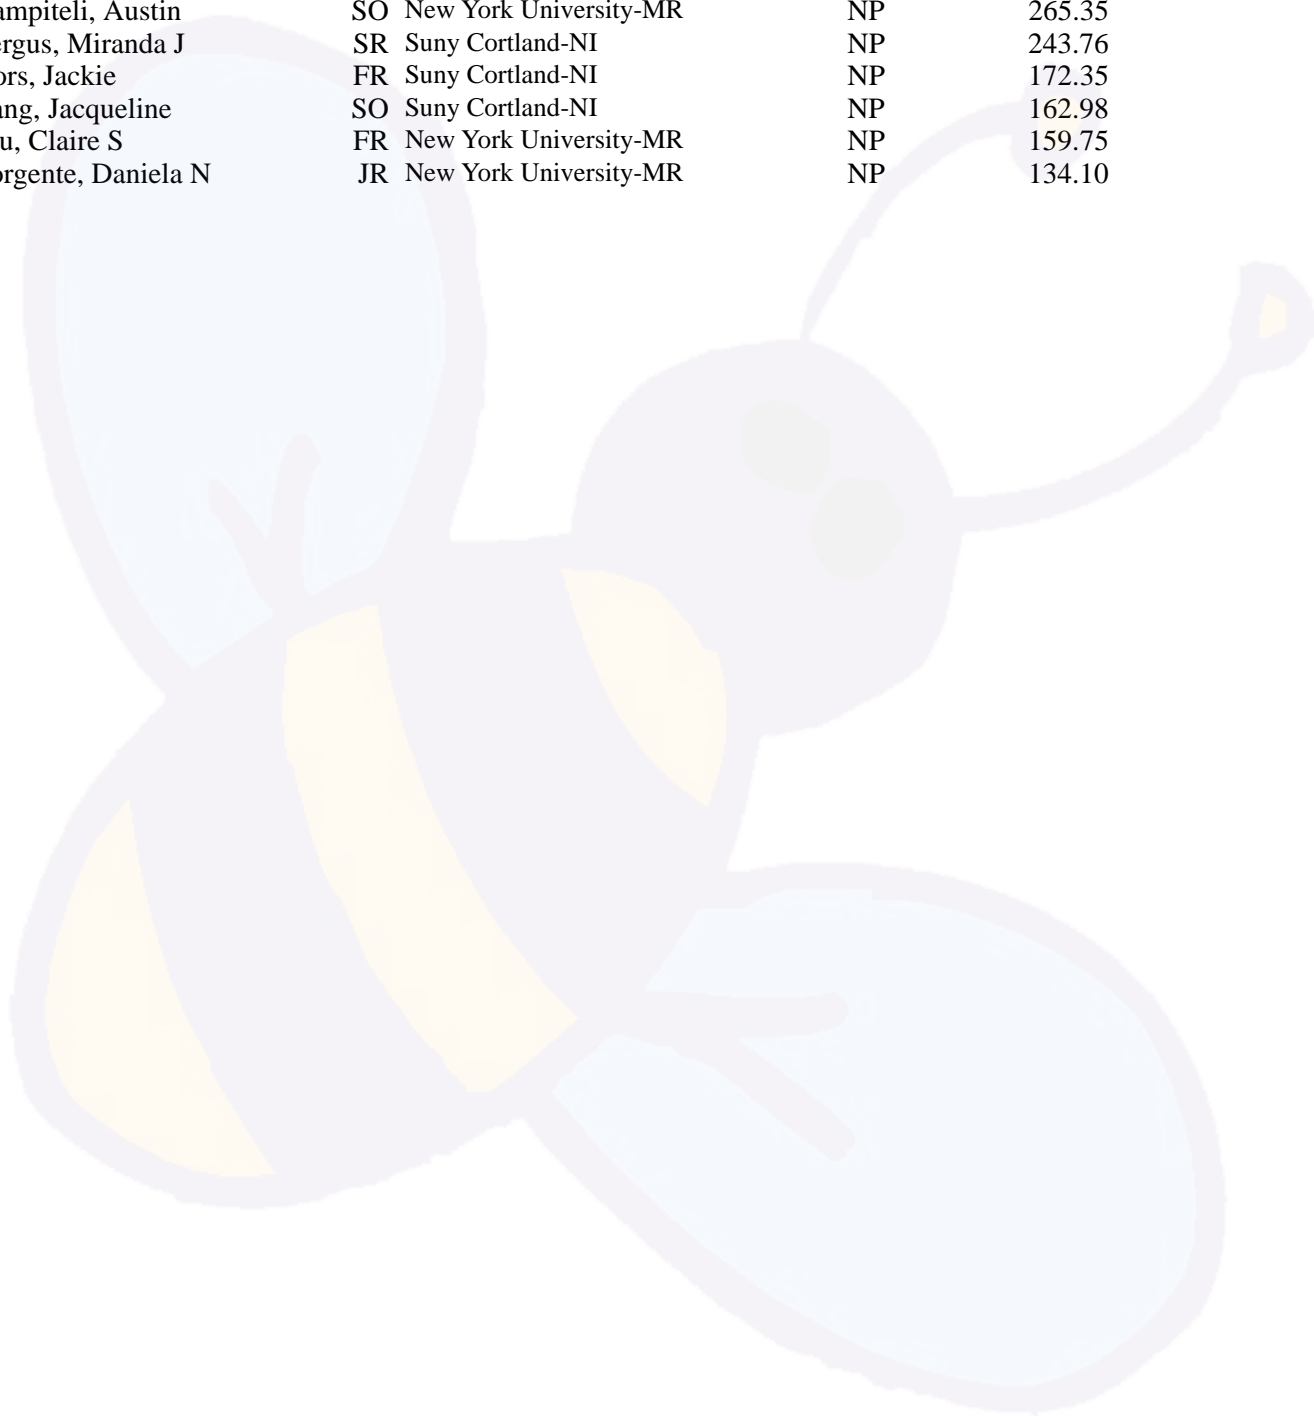 ampiteli, Austin SO New York University-MR NP 265.35
ergus, Miranda J SR Suny Cortland-NI NP 243.76
ors, Jackie FR Suny Cortland-NI NP 172.35
ang, Jacqueline SO Suny Cortland-NI NP 162.98
u, Claire S FR New York University-MR NP 159.75
orgente, Daniela N JR New York University-MR NP 134.10